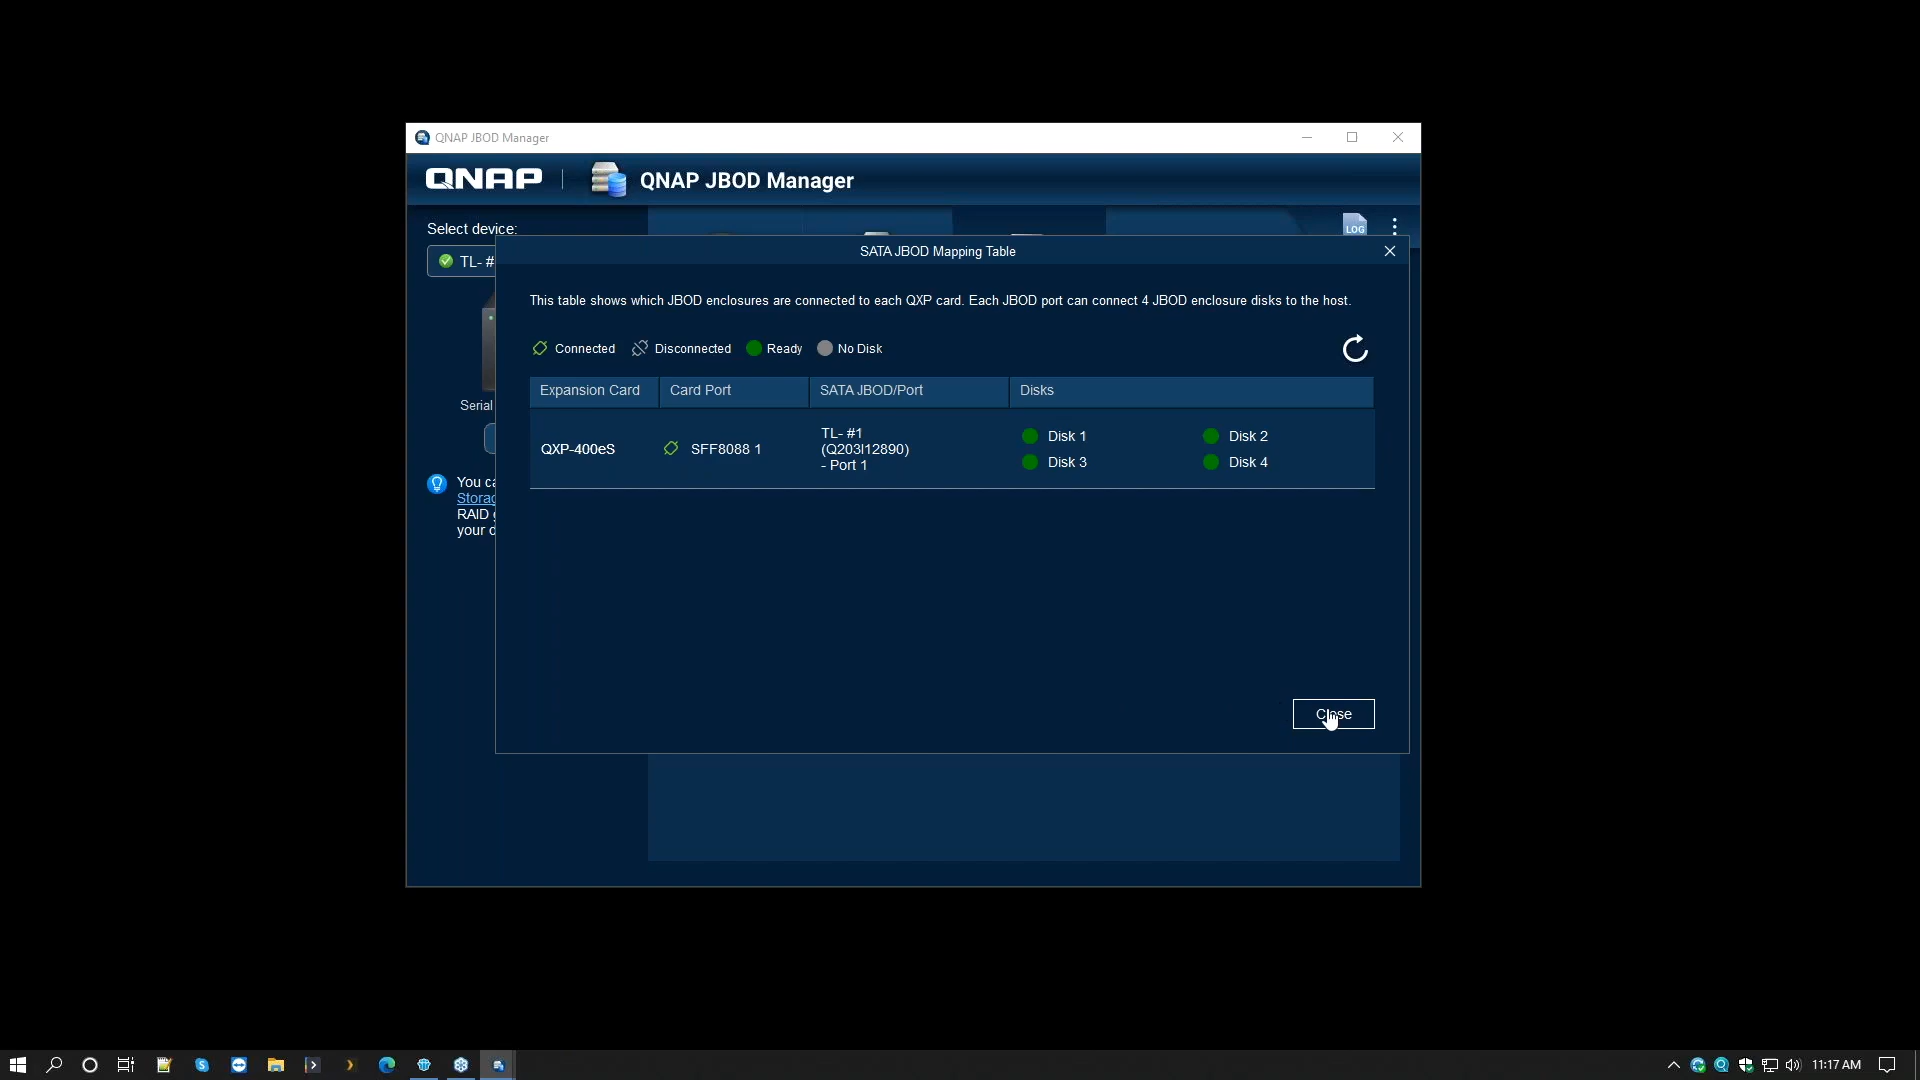 QNAP JBOD Manager
QNAP
QNAP JBOD Manager
Select device:
LOG
TL- #
SATA JBOD Mapping Table
This table shows which JBOD enclosures are connected to each QXP card. Each JBOD port can connect 4 JBOD enclosure disks to the host.
Connected
Disconnected
Ready
No Disk
Expansion Card
Card Port
SATA JBOD/Port
Disks
QXP-400eS
SFF8088 1
TL- #1
(Q203I12890)
- Port 1
Disk 1
Disk 2
Disk 3
Disk 4
Serial
You ca
Storag
RAID
your
Close
11:17 AM